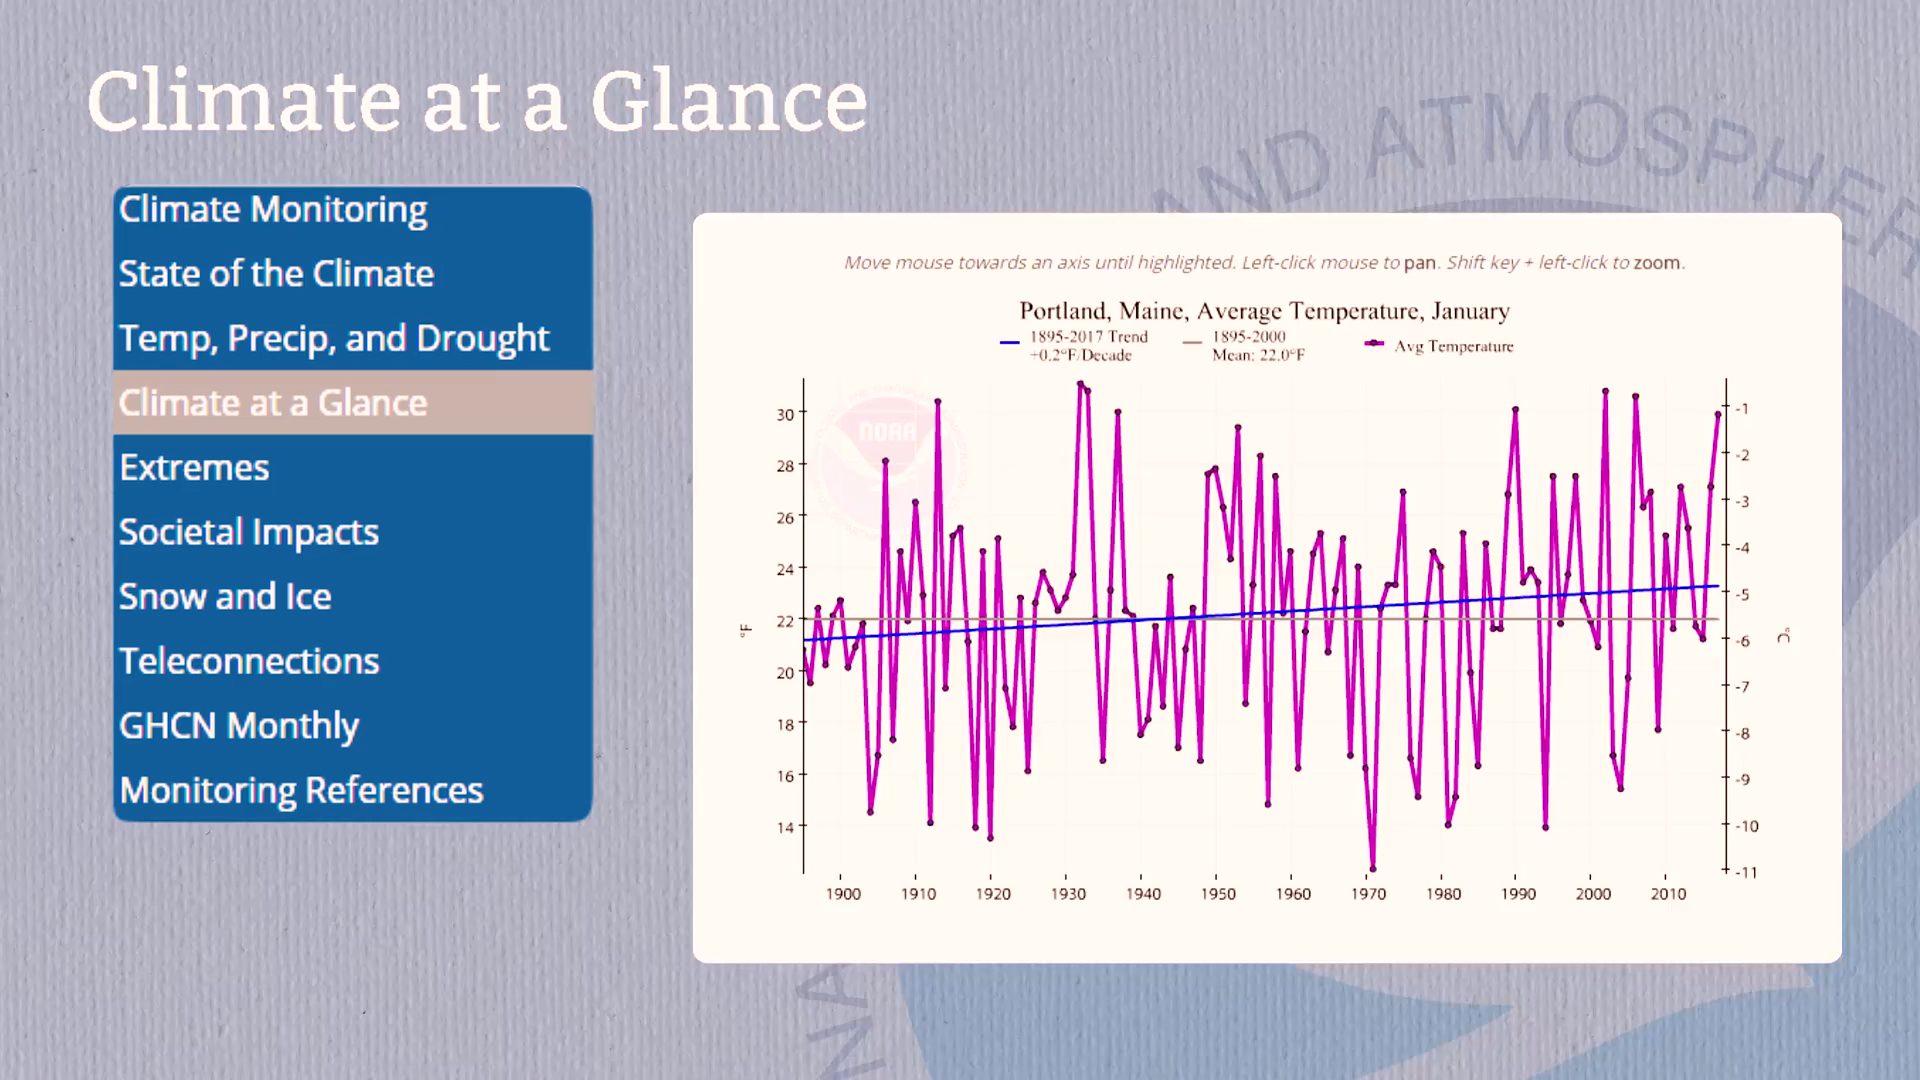 Climate at a Glance
Climate Monitoring
State of the Climate
Temp, Precip, and Drought
Climate at a Glance
Extremes
Societal Impacts
Snow and Ice
Teleconnections
GHCN Monthly
Monitoring References
AND ATMOSPHER
Move mouse towards an axis until highlighted. Left-click mouse to pan. Shift key + left-click to zoom.
Portland, Maine, Average Temperature, January
1895-2017 Trend
+0.2°F/Decade
1895-2000
Mean: 22.0°F
Avg Temperature
NOAA
30
28
26
24
22
20
18
16
14
°F
-1
-2
-3
-4
-5
-6
-7
-8
-9
-10
-11
°C
1900 1910 1920 1930 1940 1950 1960 1970 1980 1990 2000 2010
NA